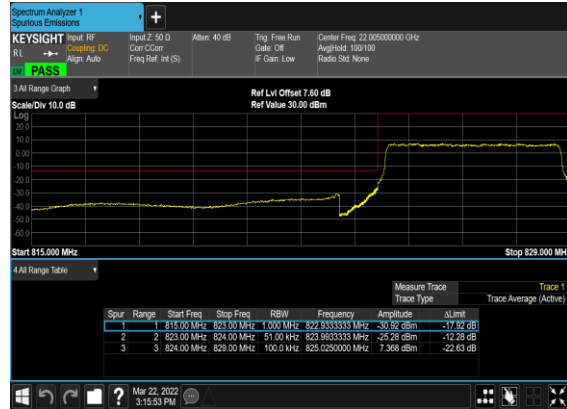 Spectrum Analyzer 1
Spurious Emissions
KEYSIGHT Input: RF
RL
Coupling: DC
Align: Auto
Input Z: 50 Ω
Corr CCorr
Freq Ref: Int (S)
Atten: 40 dB
Trig: Free Run
Gate: Off
IF Gain: Low
Center Freq: 22.005000000 GHz
Avg|Hold: 100/100
Radio Std: None
PASS
3 All Range Graph
Ref Lvl Offset 7.60 dB
Scale/Div 10.0 dB
Ref Value 30.00 dBm
Log
20.0
10.0
0.00
-10.0
-20.0
-30.0
-40.0
-50.0
-60.0
Start 815.000 MHz
Stop 829.000 MH
4 All Range Table
Measure Trace Trace 1
Trace Type Trace Average (Active)
Spur Range Start Freq Stop Freq RBW Frequency Amplitude ΔLimit
1 1 815.00 MHz 823.00 MHz 1.000 MHz 822.9333333 MHz -30.92 dBm -17.92 dB
2 2 823.00 MHz 824.00 MHz 51.00 kHz 823.9933333 MHz -25.28 dBm -12.28 dB
3 3 824.00 MHz 829.00 MHz 100.0 kHz 825.0250000 MHz 7.368 dBm -22.63 dB
?
Mar 22, 2022
3:15:53 PM